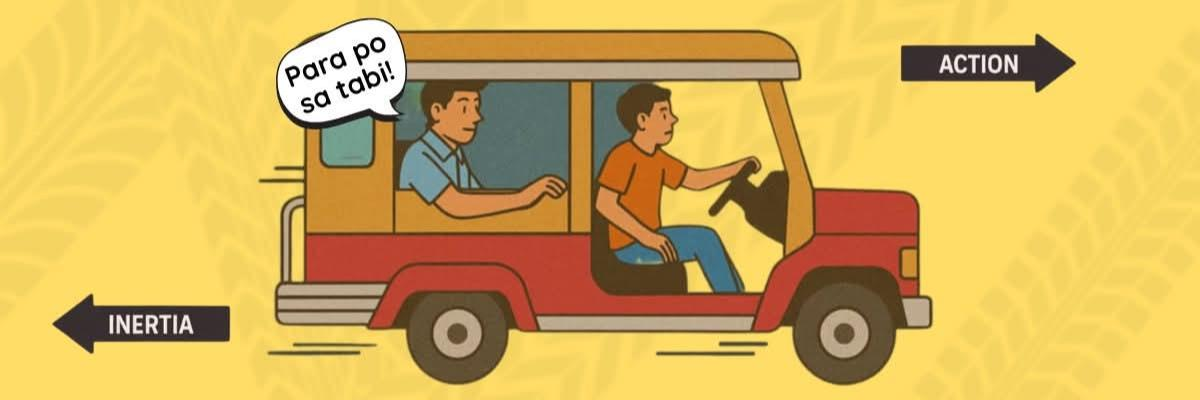 Para po
sa tabi!
ACTION
INERTIA